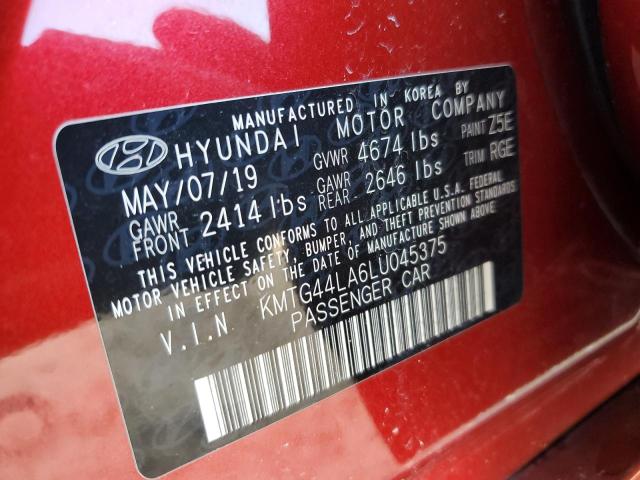 MANUFACTURED IN KOREA BY
HYUNDAI MOTOR COMPANY
MAY/07/19 GVWR 4674 lbs PAINT Z5E
GAWR FRONT 2414 lbs GAWR REAR 2646 lbs TRIM RGE
THIS VEHICLE CONFORMS TO ALL APPLICABLE U.S.A. FEDERAL
MOTOR VEHICLE SAFETY, BUMPER, AND THEFT PREVENTION STANDARDS
IN EFFECT ON THE DATE OF MANUFACTURE SHOWN ABOVE.
V.I.N KMTG44LA6LU045375
PASSENGER CAR